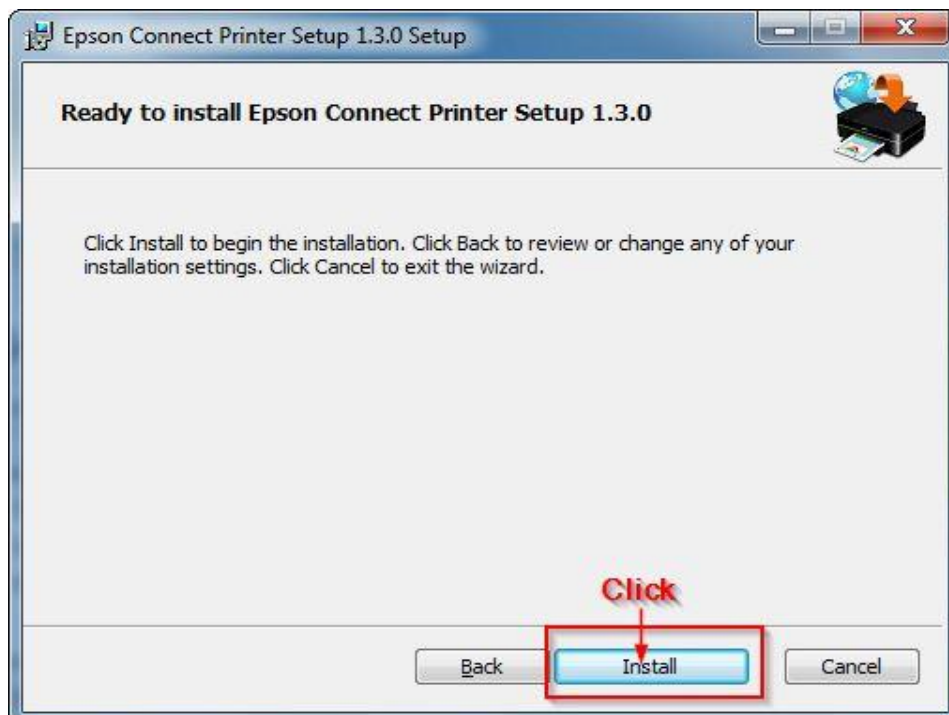 Epson Connect Printer Setup 1.3.0 Setup
Ready to install Epson Connect Printer Setup 1.3.0
Click Install to begin the installation. Click Back to review or change any of your
installation settings. Click Cancel to exit the wizard.
Click
Back Install Cancel